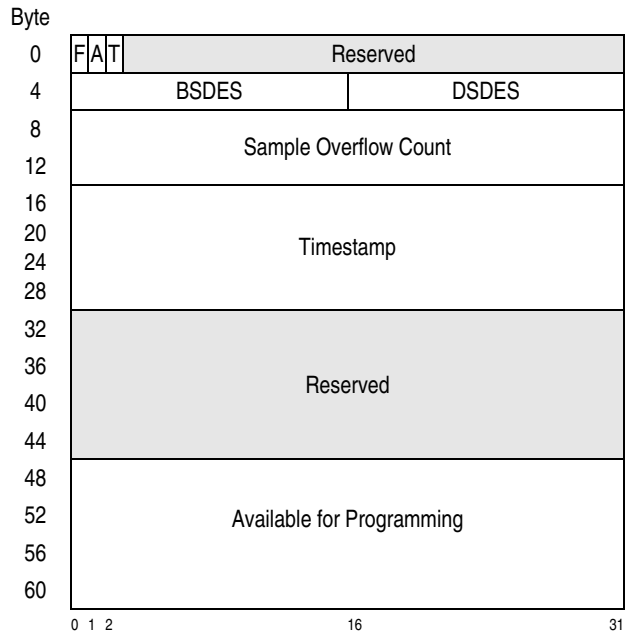 Byte
0 F A T Reserved
4 BSDES DSDES
8
Sample Overflow Count
12
16
20
Timestamp
24
28
32
36
Reserved
40
44
48
52 Available for Programming
56
60
0 1 2 16 31